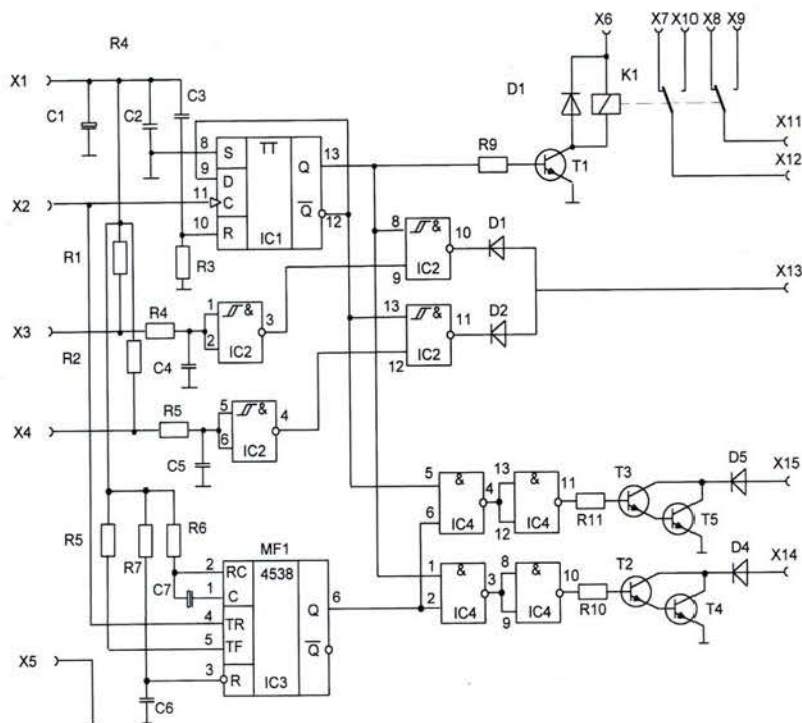 X6 X7 X10 X8 X9
R4
X1
D1 K1
C1 C2 C3
8 S TT 13
9 D Q
R9
T1
X11
X12
X2
11 C
Q 12
10 R
IC1
R3
8 & 10 D1
9 IC2
R1
X13
X3
R4
1 & 3
2 IC2
13 & 11 D2
12 IC2
R2
C4
X4
R5
5 & 4
6 IC2
C5
5 & 4 13 & 11
6 IC4 12 IC4
R11
T3
T5
D5
X15
R5 R7 R6
MF1
2 RC 4538
C7 1 C
Q 6
4 TR
5 TF
Q
3 R
IC3
1 & 3 8 & 10
2 IC4 9 IC4
R10
T2
T4
D4
X14
X5
C6